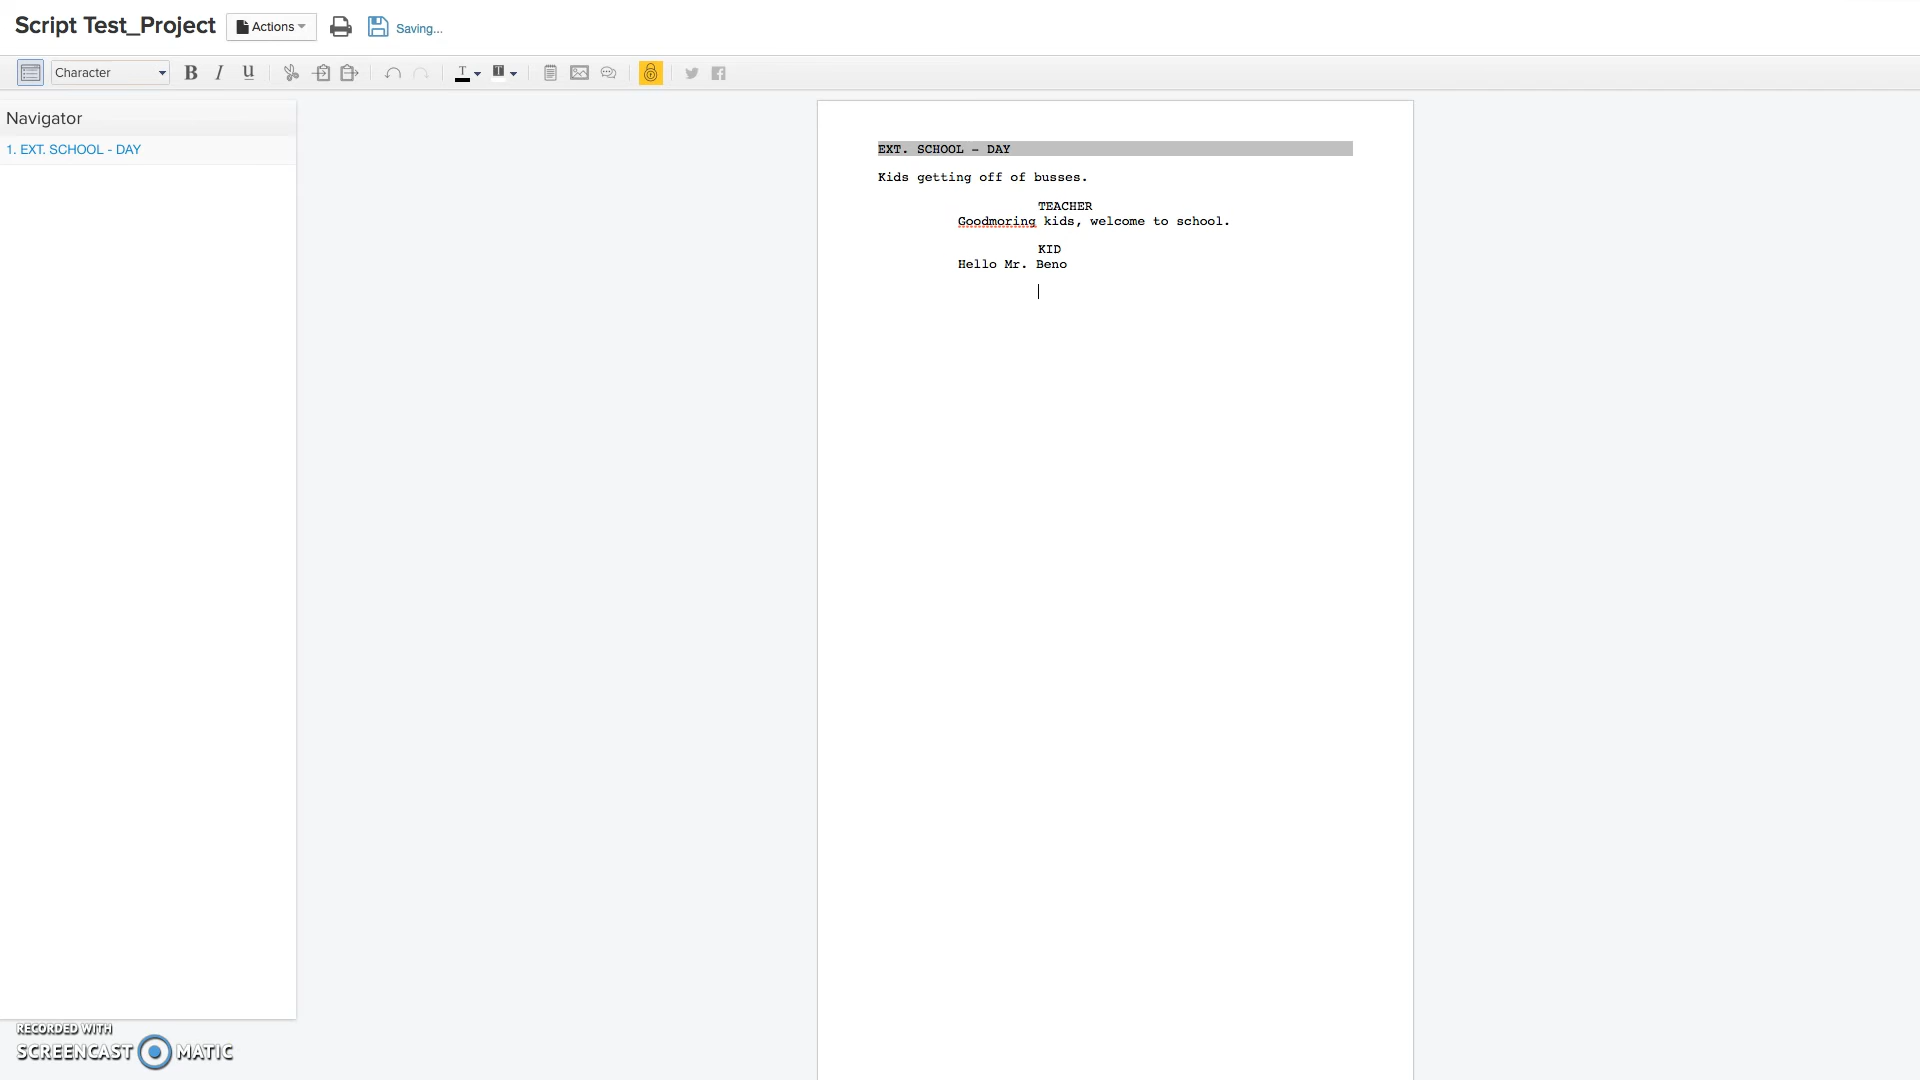 Script Test_Project Actions Saving...
Character B I U T T
Navigator
1. EXT. SCHOOL - DAY
EXT. SCHOOL - DAY
Kids getting off of busses.
TEACHER
Goodmoring kids, welcome to school.
KID
Hello Mr. Beno
RECORDED WITH
SCREENCAST MATIC